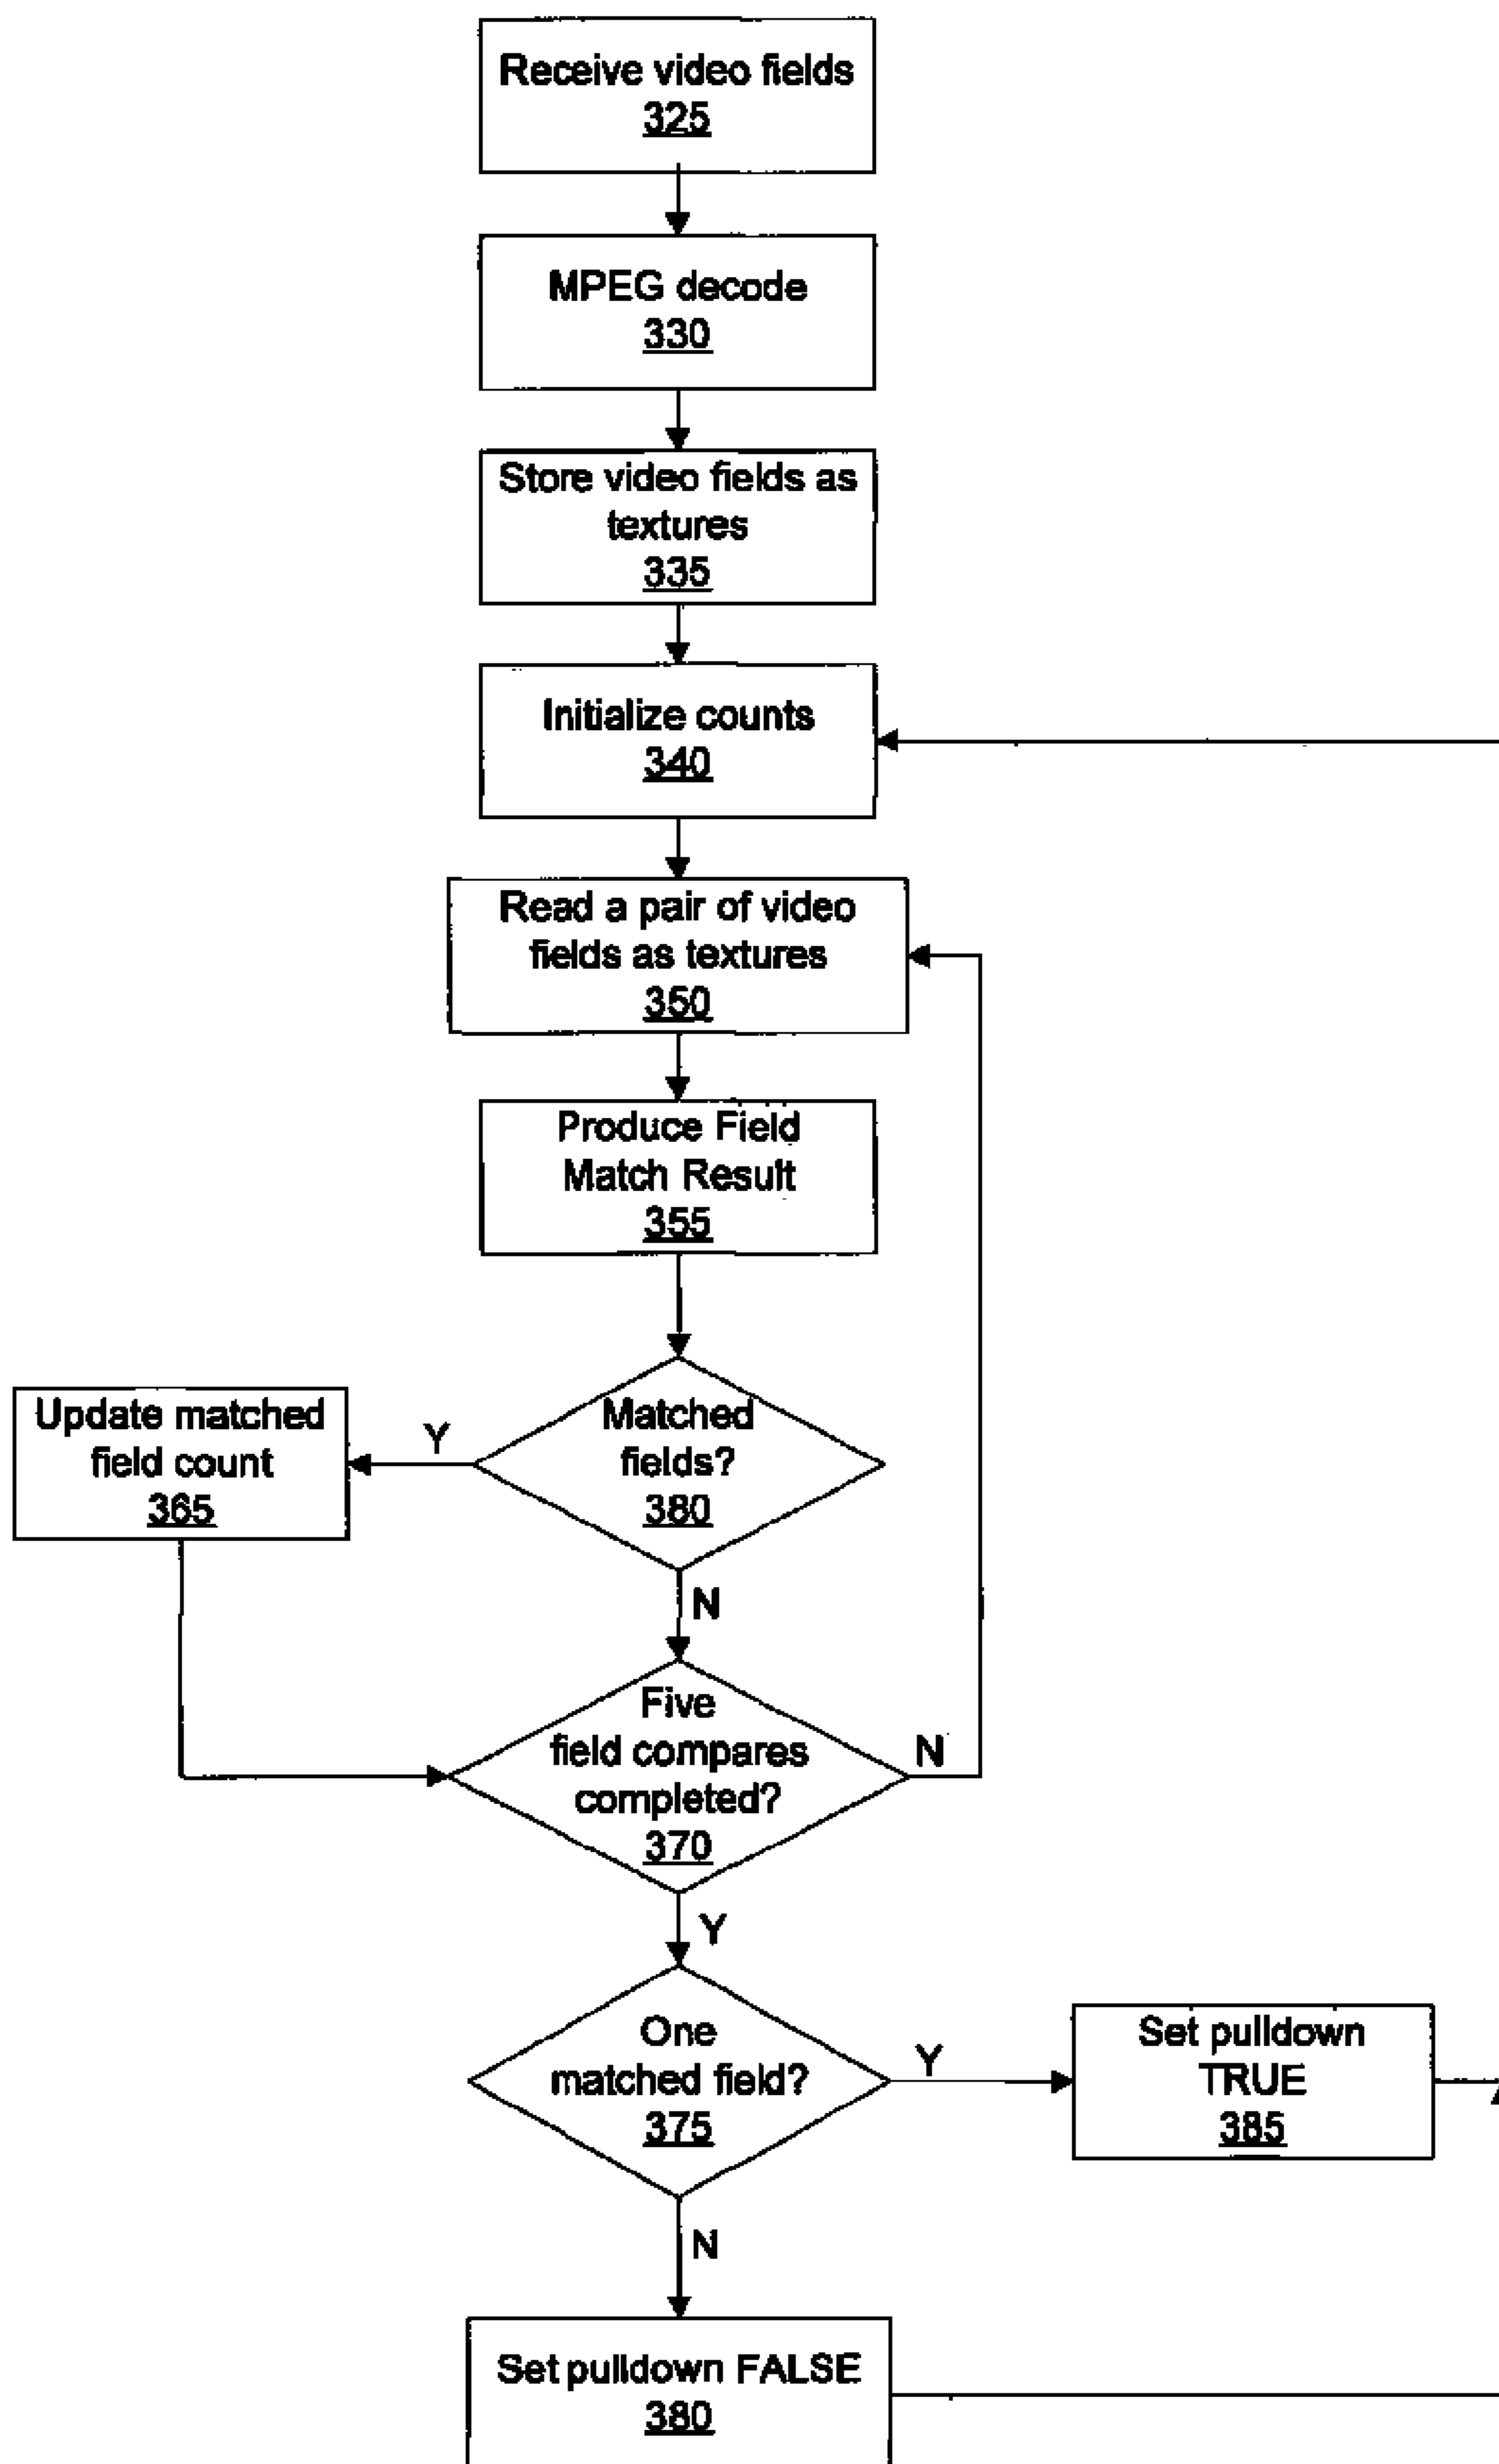 Receive video fields
325
MPEG decode
330
Store video fields as
textures
335
Initialize counts
340
Read a pair of video
fields as textures
350
Produce Field
Match Result
355
Matched
fields?
380
Y
N
Update matched
field count
365
Five
field compares
completed?
370
N
Y
One
matched field?
375
Y
N
Set pulldown
TRUE
385
Set pulldown FALSE
380